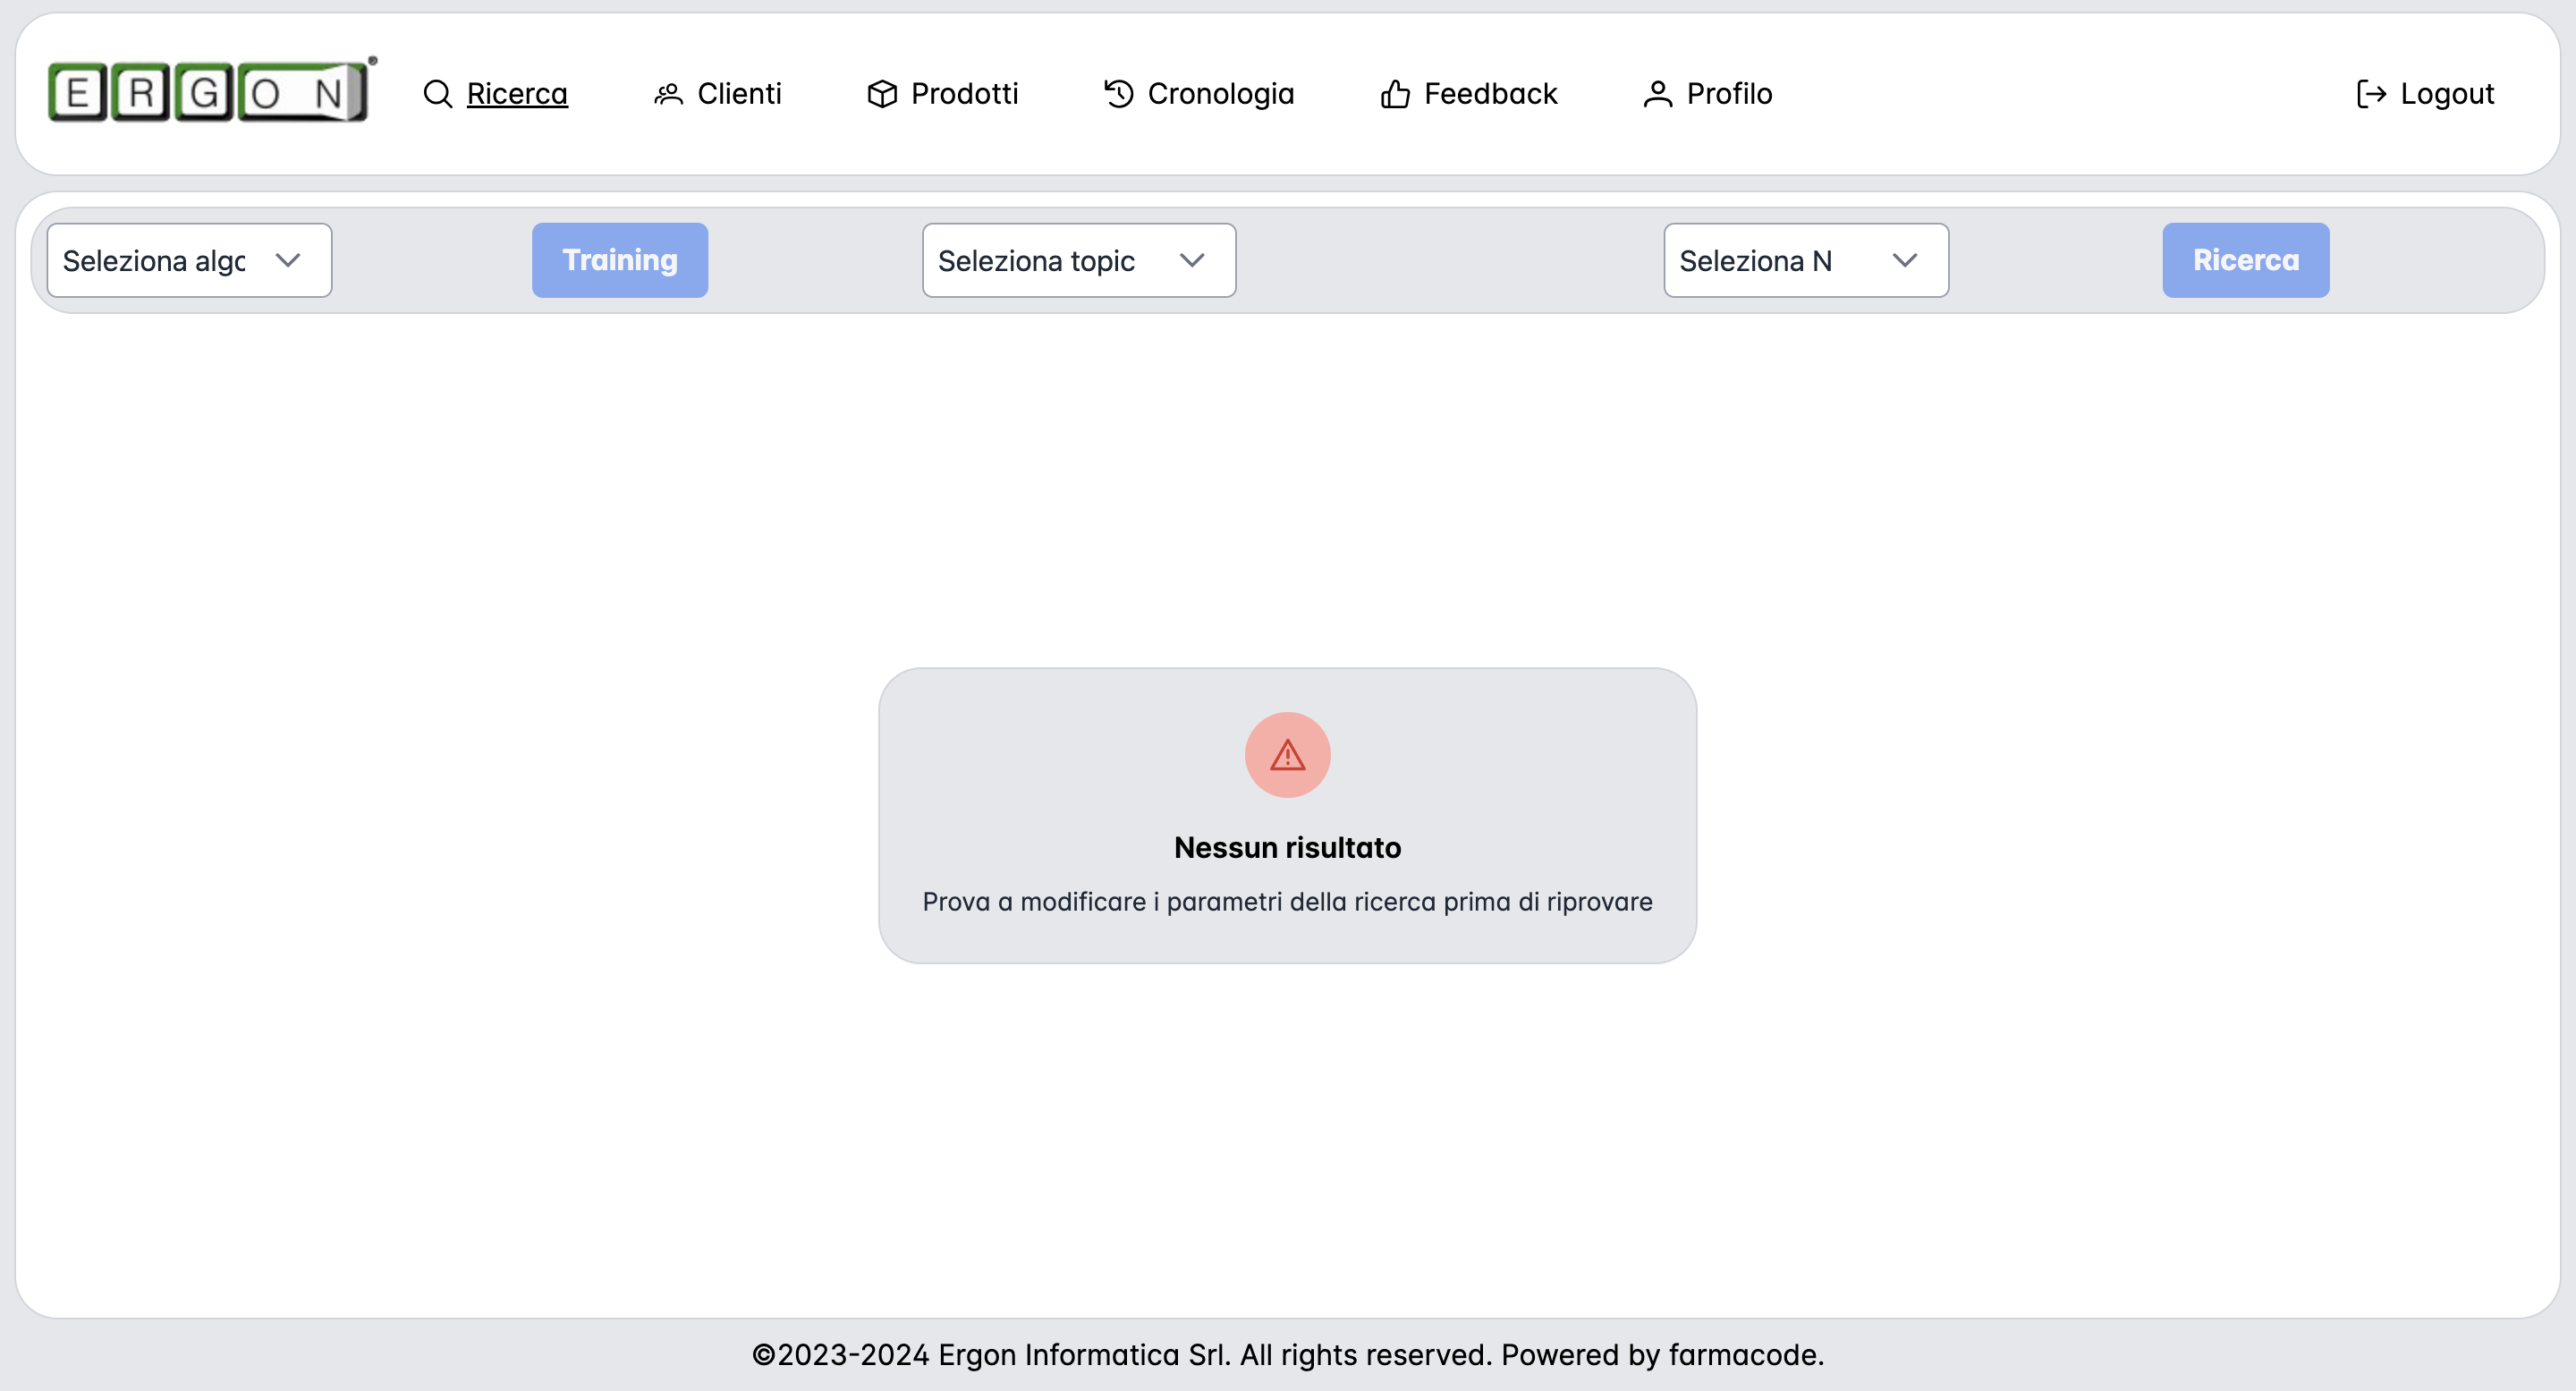 ERGON®
Ricerca
Clienti
Prodotti
Cronologia
Feedback
Profilo
Logout
Seleziona algo
Training
Seleziona topic
Seleziona N
Ricerca
Nessun risultato
Prova a modificare i parametri della ricerca prima di riprovare
©2023-2024 Ergon Informatica Srl. All rights reserved. Powered by farmacode.